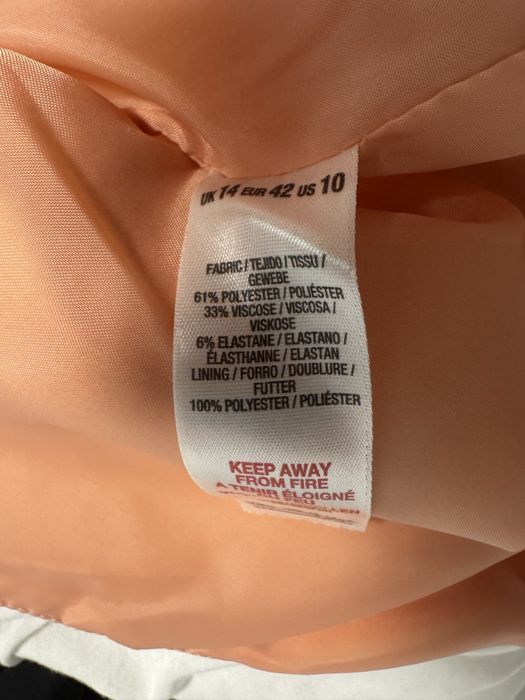 UK 14 EUR 42 US 10
FABRIC / TEJIDO / TISSU /
GEWEBE
61% POLYESTER / POLIÉSTER
33% VISCOSE / VISCOSA /
VISKOSE
6% ELASTANE / ELASTANO /
ÉLASTHANNE / ELASTAN
LINING / FORRO / DOUBLURE /
FUTTER
100% POLYESTER / POLIÉSTER
KEEP AWAY
FROM FIRE
A TENIR ÉLOIGNÉ
FEU